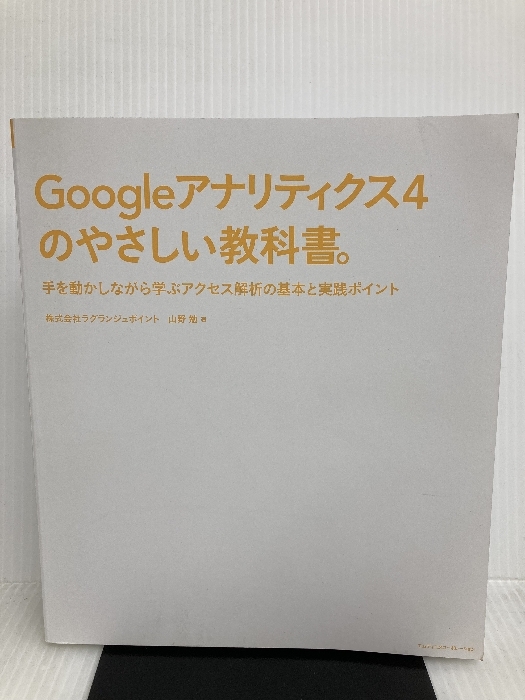 Googleアナリティクス4
のやさしい教科書。
手を動かしながら学ぶアクセス解析の基本と実践ポイント
株式会社ラグランジュポイント 山野 勉 著